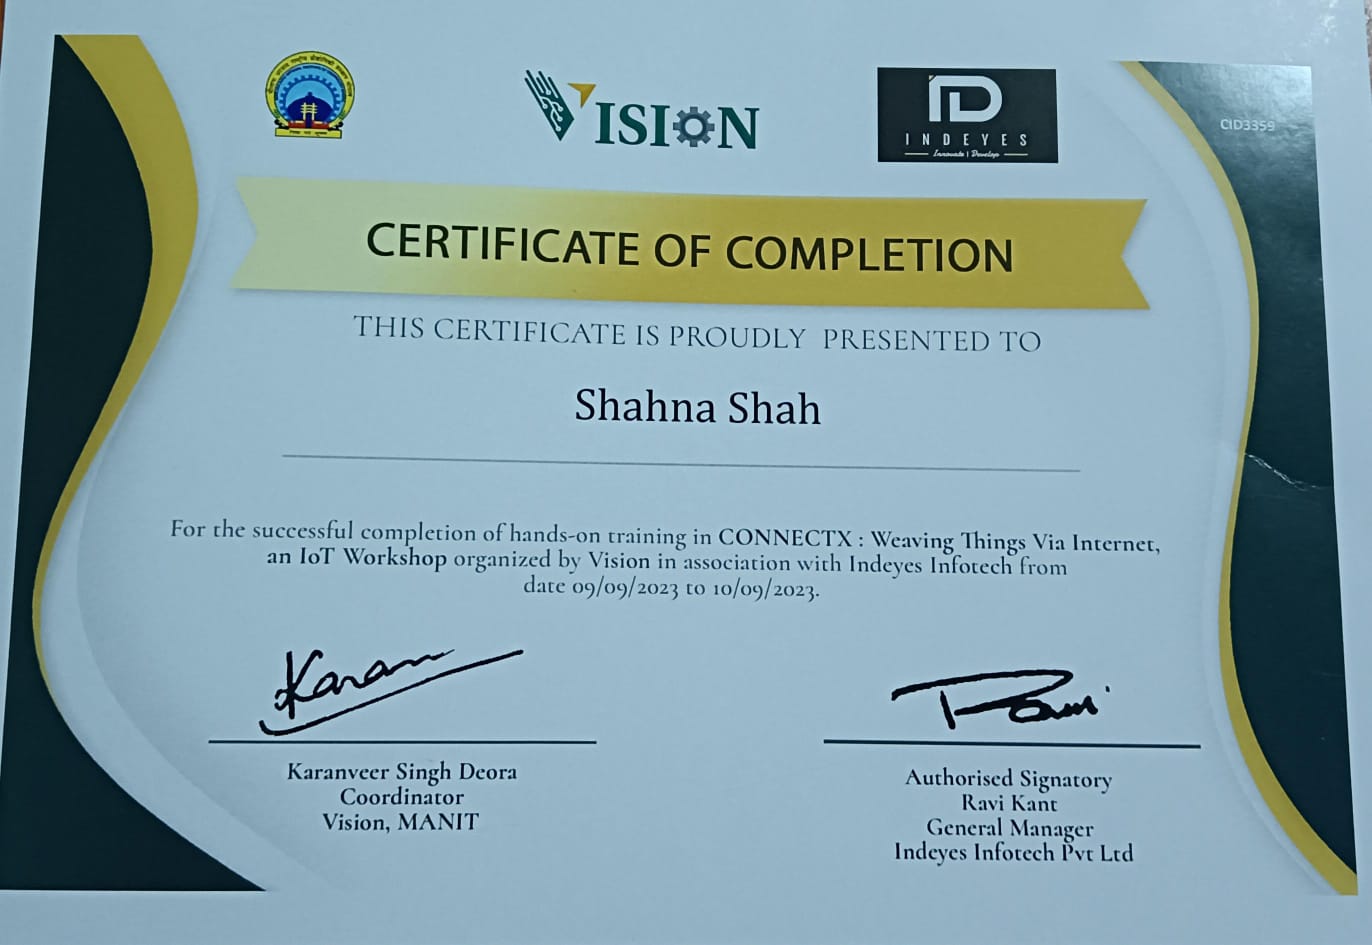 VISION
INDEYES
Innovate | Develop
CID3359
CERTIFICATE OF COMPLETION
THIS CERTIFICATE IS PROUDLY PRESENTED TO
Shahna Shah
For the successful completion of hands-on training in CONNECTX : Weaving Things Via Internet,
an IoT Workshop organized by Vision in association with Indeyes Infotech from
date 09/09/2023 to 10/09/2023.
Karan
Ravi
Karanveer Singh Deora
Coordinator
Vision, MANIT
Authorised Signatory
Ravi Kant
General Manager
Indeyes Infotech Pvt Ltd